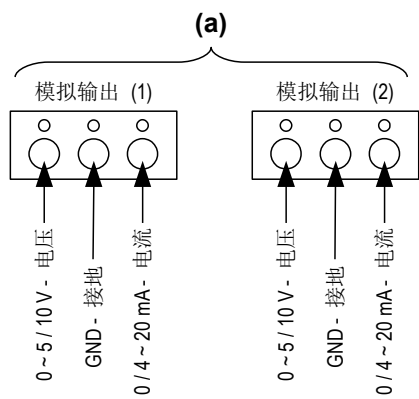 (a)
模拟输出 (1)
模拟输出 (2)
0 ~ 5 / 10 V - 电压
GND - 接地
0 / 4 ~ 20 mA - 电流
0 ~ 5 / 10 V - 电压
GND - 接地
0 / 4 ~ 20 mA - 电流